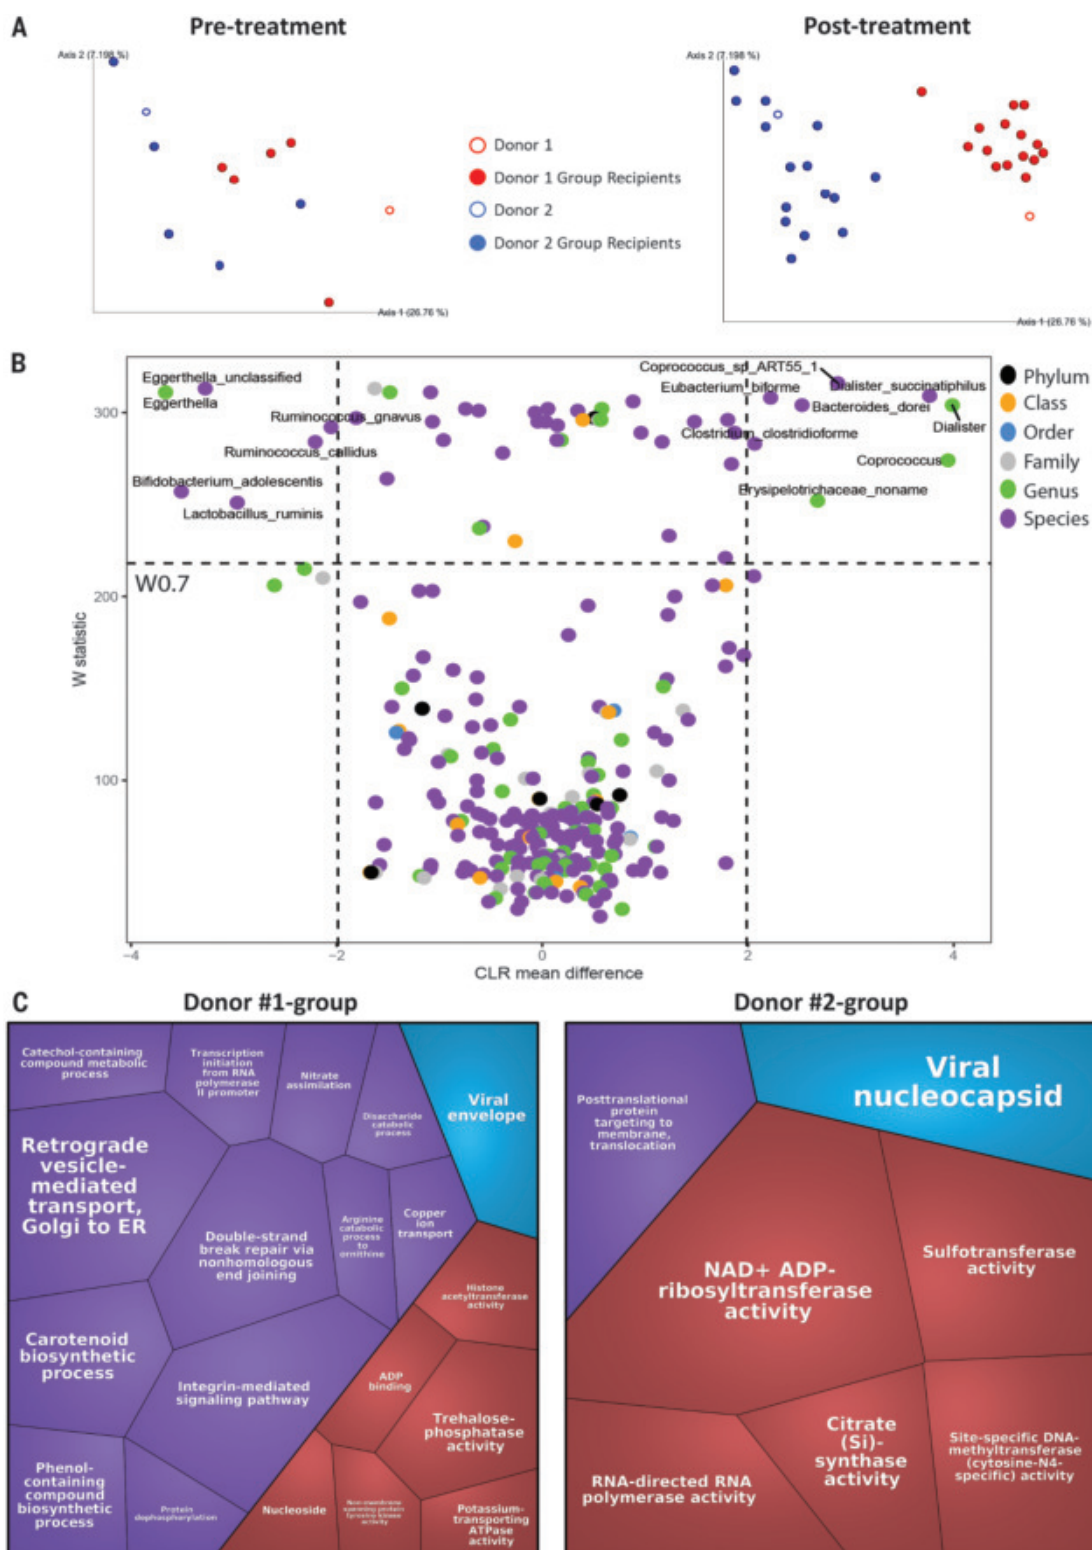 A
Pre-treatment
Post-treatment
Axis 2 (7.198 %)
Axis 2 (7.198 %)
Donor 1
Donor 1 Group Recipients
Donor 2
Donor 2 Group Recipients
Axis 1 (26.76 %)
Axis 1 (26.76 %)
B
Eggerthella_unclassified
Eggerthella
Ruminococcus_gnavus
Ruminococcus_callidus
Bifidobacterium_adolescentis
Lactobacillus_ruminis
Coprococcus_sp_ART55_1
Eubacterium_biforme
Dialister_succinatiphilus
Bacteroides_dorei
Dialister
Clostridium_clostridioforme
Coprococcus
Erysipelotrichaceae_noname
Phylum
Class
Order
Family
Genus
Species
W0.7
300
200
100
W statistic
−4
−2
0
2
4
CLR mean difference
C
Donor #1-group
Donor #2-group
Catechol-containing
compound metabolic
process
Transcription
initiation
from RNA
polymerase
II promoter
Nitrate
assimilation
Disaccharide
catabolic
process
Viral
envelope
Retrograde
vesicle-
mediated
transport,
Golgi to ER
Double-strand
break repair via
nonhomologous
end joining
Arginine
catabolic
process to
ornithine
Copper
ion
transport
Histone
acetyltransferase
activity
Carotenoid
biosynthetic
process
Integrin-mediated
signaling pathway
ADP
binding
Trehalose-
phosphatase
activity
Phenol-
containing
compound
biosynthetic
process
Protein
dephosphorylation
Nucleoside
Non-membrane
spanning protein
tyrosine kinase
activity
Potassium-
transporting
ATPase
activity
Posttranslational
protein
targeting to
membrane,
translocation
Viral
nucleocapsid
NAD+ ADP-
ribosyltransferase
activity
Sulfotransferase
activity
RNA-directed RNA
polymerase activity
Citrate
(Si)-
synthase
activity
Site-specific DNA-
methyltransferase
(cytosine-N4-
specific) activity